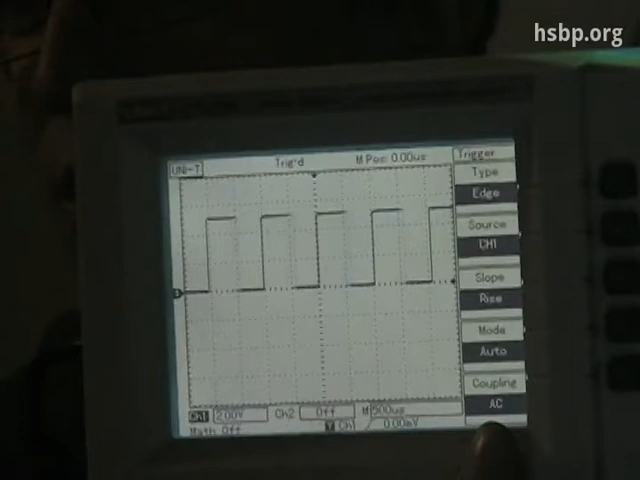 hsbp.org
UNI-T Trig'd M Pos: 0.00us Trigger
Type
Edge
Source
CH1
Slope
Rise
Mode
Auto
Coupling
AC
Ch1 2.00V Ch2 Off M 500us
Math Off T Ch1 0.00mV